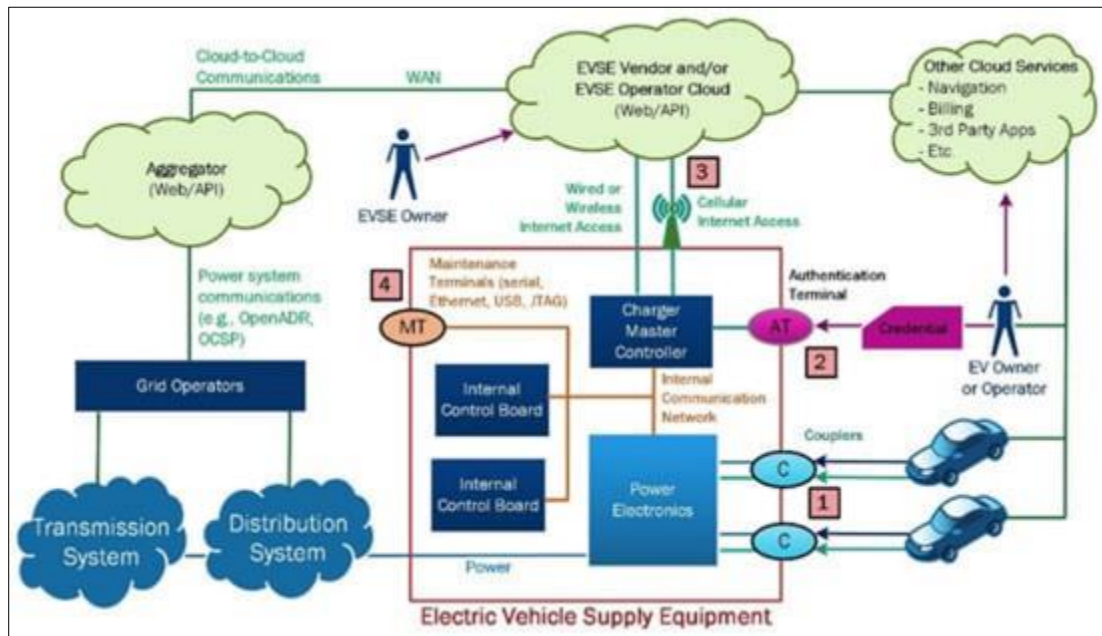 Cloud-to-Cloud
Communications
WAN
EVSE Vendor and/or
EVSE Operator Cloud
(Web/API)
Other Cloud Services
- Navigation
- Billing
- 3rd Party Apps
- Etc.
Aggregator
(Web/API)
EVSE Owner
3
Wired or
Wireless
Internet Access
Cellular
Internet Access
Power system
communications
(e.g., OpenADR,
OCSP)
4
Maintenance
Terminals (serial,
Ethernet, USB, JTAG)
MT
Charger
Master
Controller
Authentication
Terminal
AT
2
Credential
EV Owner
or Operator
Grid Operators
Internal
Control Board
Internal
Communication
Network
Internal
Control Board
Power
Electronics
Couplers
C
1
C
Transmission
System
Distribution
System
Power
Electric Vehicle Supply Equipment